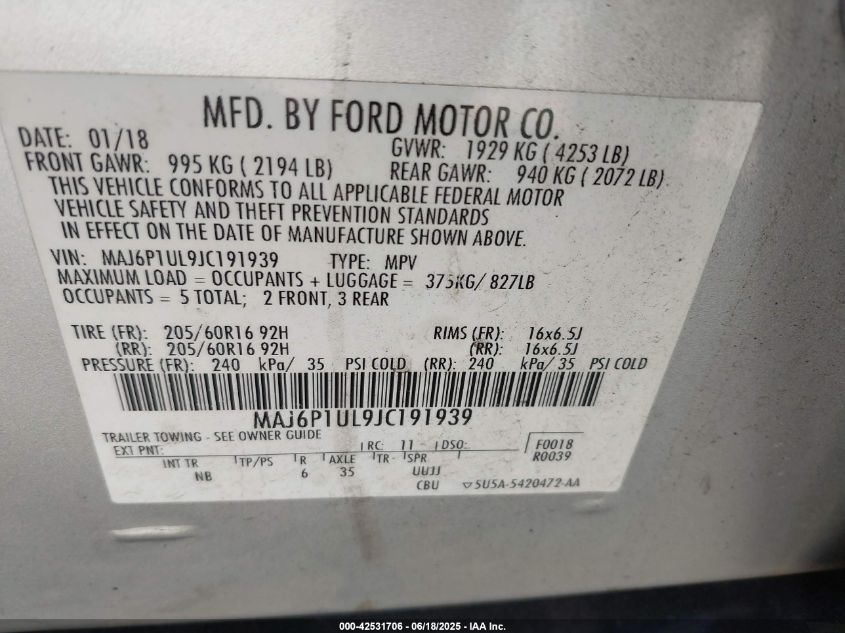 MFD. BY FORD MOTOR CO.
DATE: 01/18 GVWR: 1929 KG ( 4253 LB)
FRONT GAWR: 995 KG ( 2194 LB) REAR GAWR: 940 KG ( 2072 LB)
THIS VEHICLE CONFORMS TO ALL APPLICABLE FEDERAL MOTOR
VEHICLE SAFETY AND THEFT PREVENTION STANDARDS
IN EFFECT ON THE DATE OF MANUFACTURE SHOWN ABOVE.
VIN: MAJ6P1UL9JC191939 TYPE: MPV
MAXIMUM LOAD = OCCUPANTS + LUGGAGE = 375KG/ 827LB
OCCUPANTS = 5 TOTAL; 2 FRONT, 3 REAR
TIRE (FR): 205/60R16 92H RIMS (FR): 16x6.5J
(RR): 205/60R16 92H (RR): 16x6.5J
PRESSURE (FR): 240 kPa/ 35 PSI COLD (RR): 240 kPa/ 35 PSI COLD
MAJ6P1UL9JC191939
TRAILER TOWING - SEE OWNER GUIDE
EXT PNT: RC: 11 DSO: F0018
R0039
INT TR TP/PS R AXLE TR SPR
NB 6 35 UUJJ
CBU 5U5A-5420472-AA
000-42531706 - 06/18/2025 - IAA Inc.